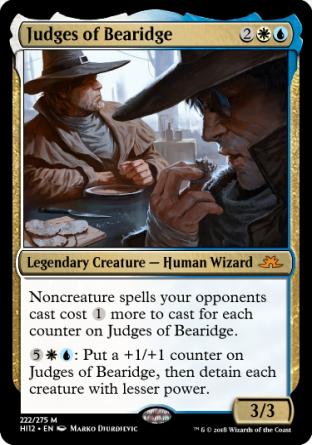 Judges of Bearidge 2
Legendary Creature — Human Wizard
Noncreature spells your opponents
cast cost 1 more to cast for each
counter on Judges of Bearidge.
5: Put a +1/+1 counter on
Judges of Bearidge, then detain each
creature with lesser power.
222/275 M
HI12 • EN MARKO DJURDJEVIC
3/3
™ & © 2018 Wizards of the Coast